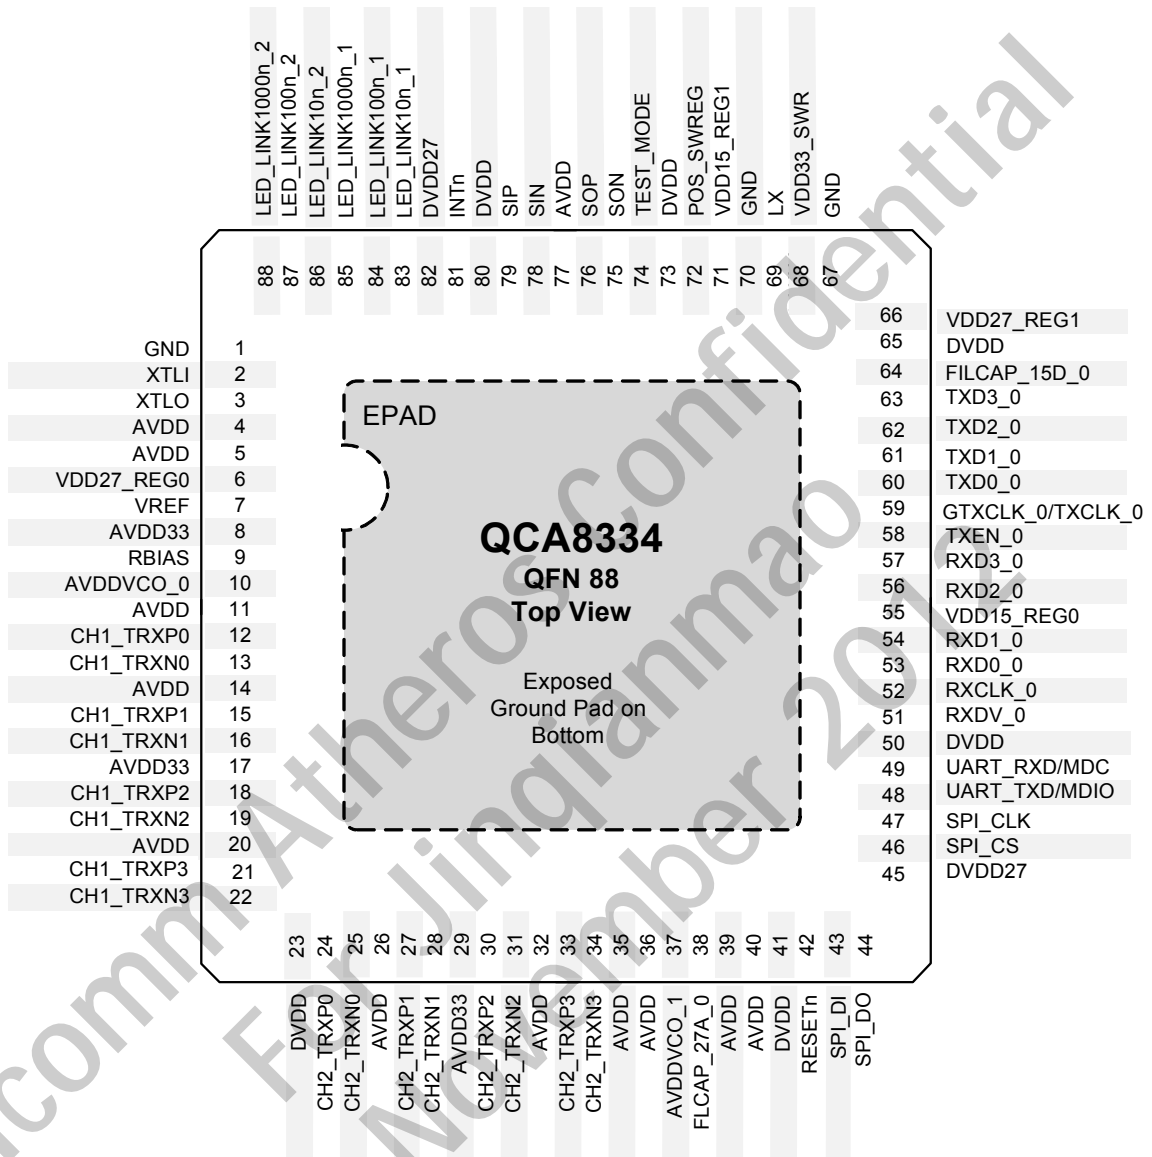 LED_LINK1000n_2
LED_LINK100n_2
LED_LINK10n_2
LED_LINK1000n_1
LED_LINK100n_1
LED_LINK10n_1
DVDD27
INTn
DVDD
SIP
SIN
AVDD
SOP
SON
TEST_MODE
DVDD
POS_SWREG
VDD15_REG1
GND
LX
VDD33_SWR
GND
88
87
86
85
84
83
82
81
80
79
78
77
76
75
74
73
72
71
70
69
68
67
GND 1
XTLI 2
XTLO 3
AVDD 4
AVDD 5
VDD27_REG0 6
VREF 7
AVDD33 8
RBIAS 9
AVDDVCO_0 10
AVDD 11
CH1_TRXP0 12
CH1_TRXN0 13
AVDD 14
CH1_TRXP1 15
CH1_TRXN1 16
AVDD33 17
CH1_TRXP2 18
CH1_TRXN2 19
AVDD 20
CH1_TRXP3 21
CH1_TRXN3 22
EPAD
QCA8334
QFN 88
Top View
Exposed
Ground Pad on
Bottom
66 VDD27_REG1
65 DVDD
64 FILCAP_15D_0
63 TXD3_0
62 TXD2_0
61 TXD1_0
60 TXD0_0
59 GTXCLK_0/TXCLK_0
58 TXEN_0
57 RXD3_0
56 RXD2_0
55 VDD15_REG0
54 RXD1_0
53 RXD0_0
52 RXCLK_0
51 RXDV_0
50 DVDD
49 UART_RXD/MDC
48 UART_TXD/MDIO
47 SPI_CLK
46 SPI_CS
45 DVDD27
23
24
25
26
27
28
29
30
31
32
33
34
35
36
37
38
39
40
41
42
43
44
DVDD
CH2_TRXP0
CH2_TRXN0
AVDD
CH2_TRXP1
CH2_TRXN1
AVDD33
CH2_TRXP2
CH2_TRXN2
AVDD
CH2_TRXP3
CH2_TRXN3
AVDD
AVDD
AVDDVCO_1
FLCAP_27A_0
AVDD
AVDD
DVDD
RESETn
SPI_DI
SPI_DO
Atheros Confidential
For Jinqianmao
November 2012